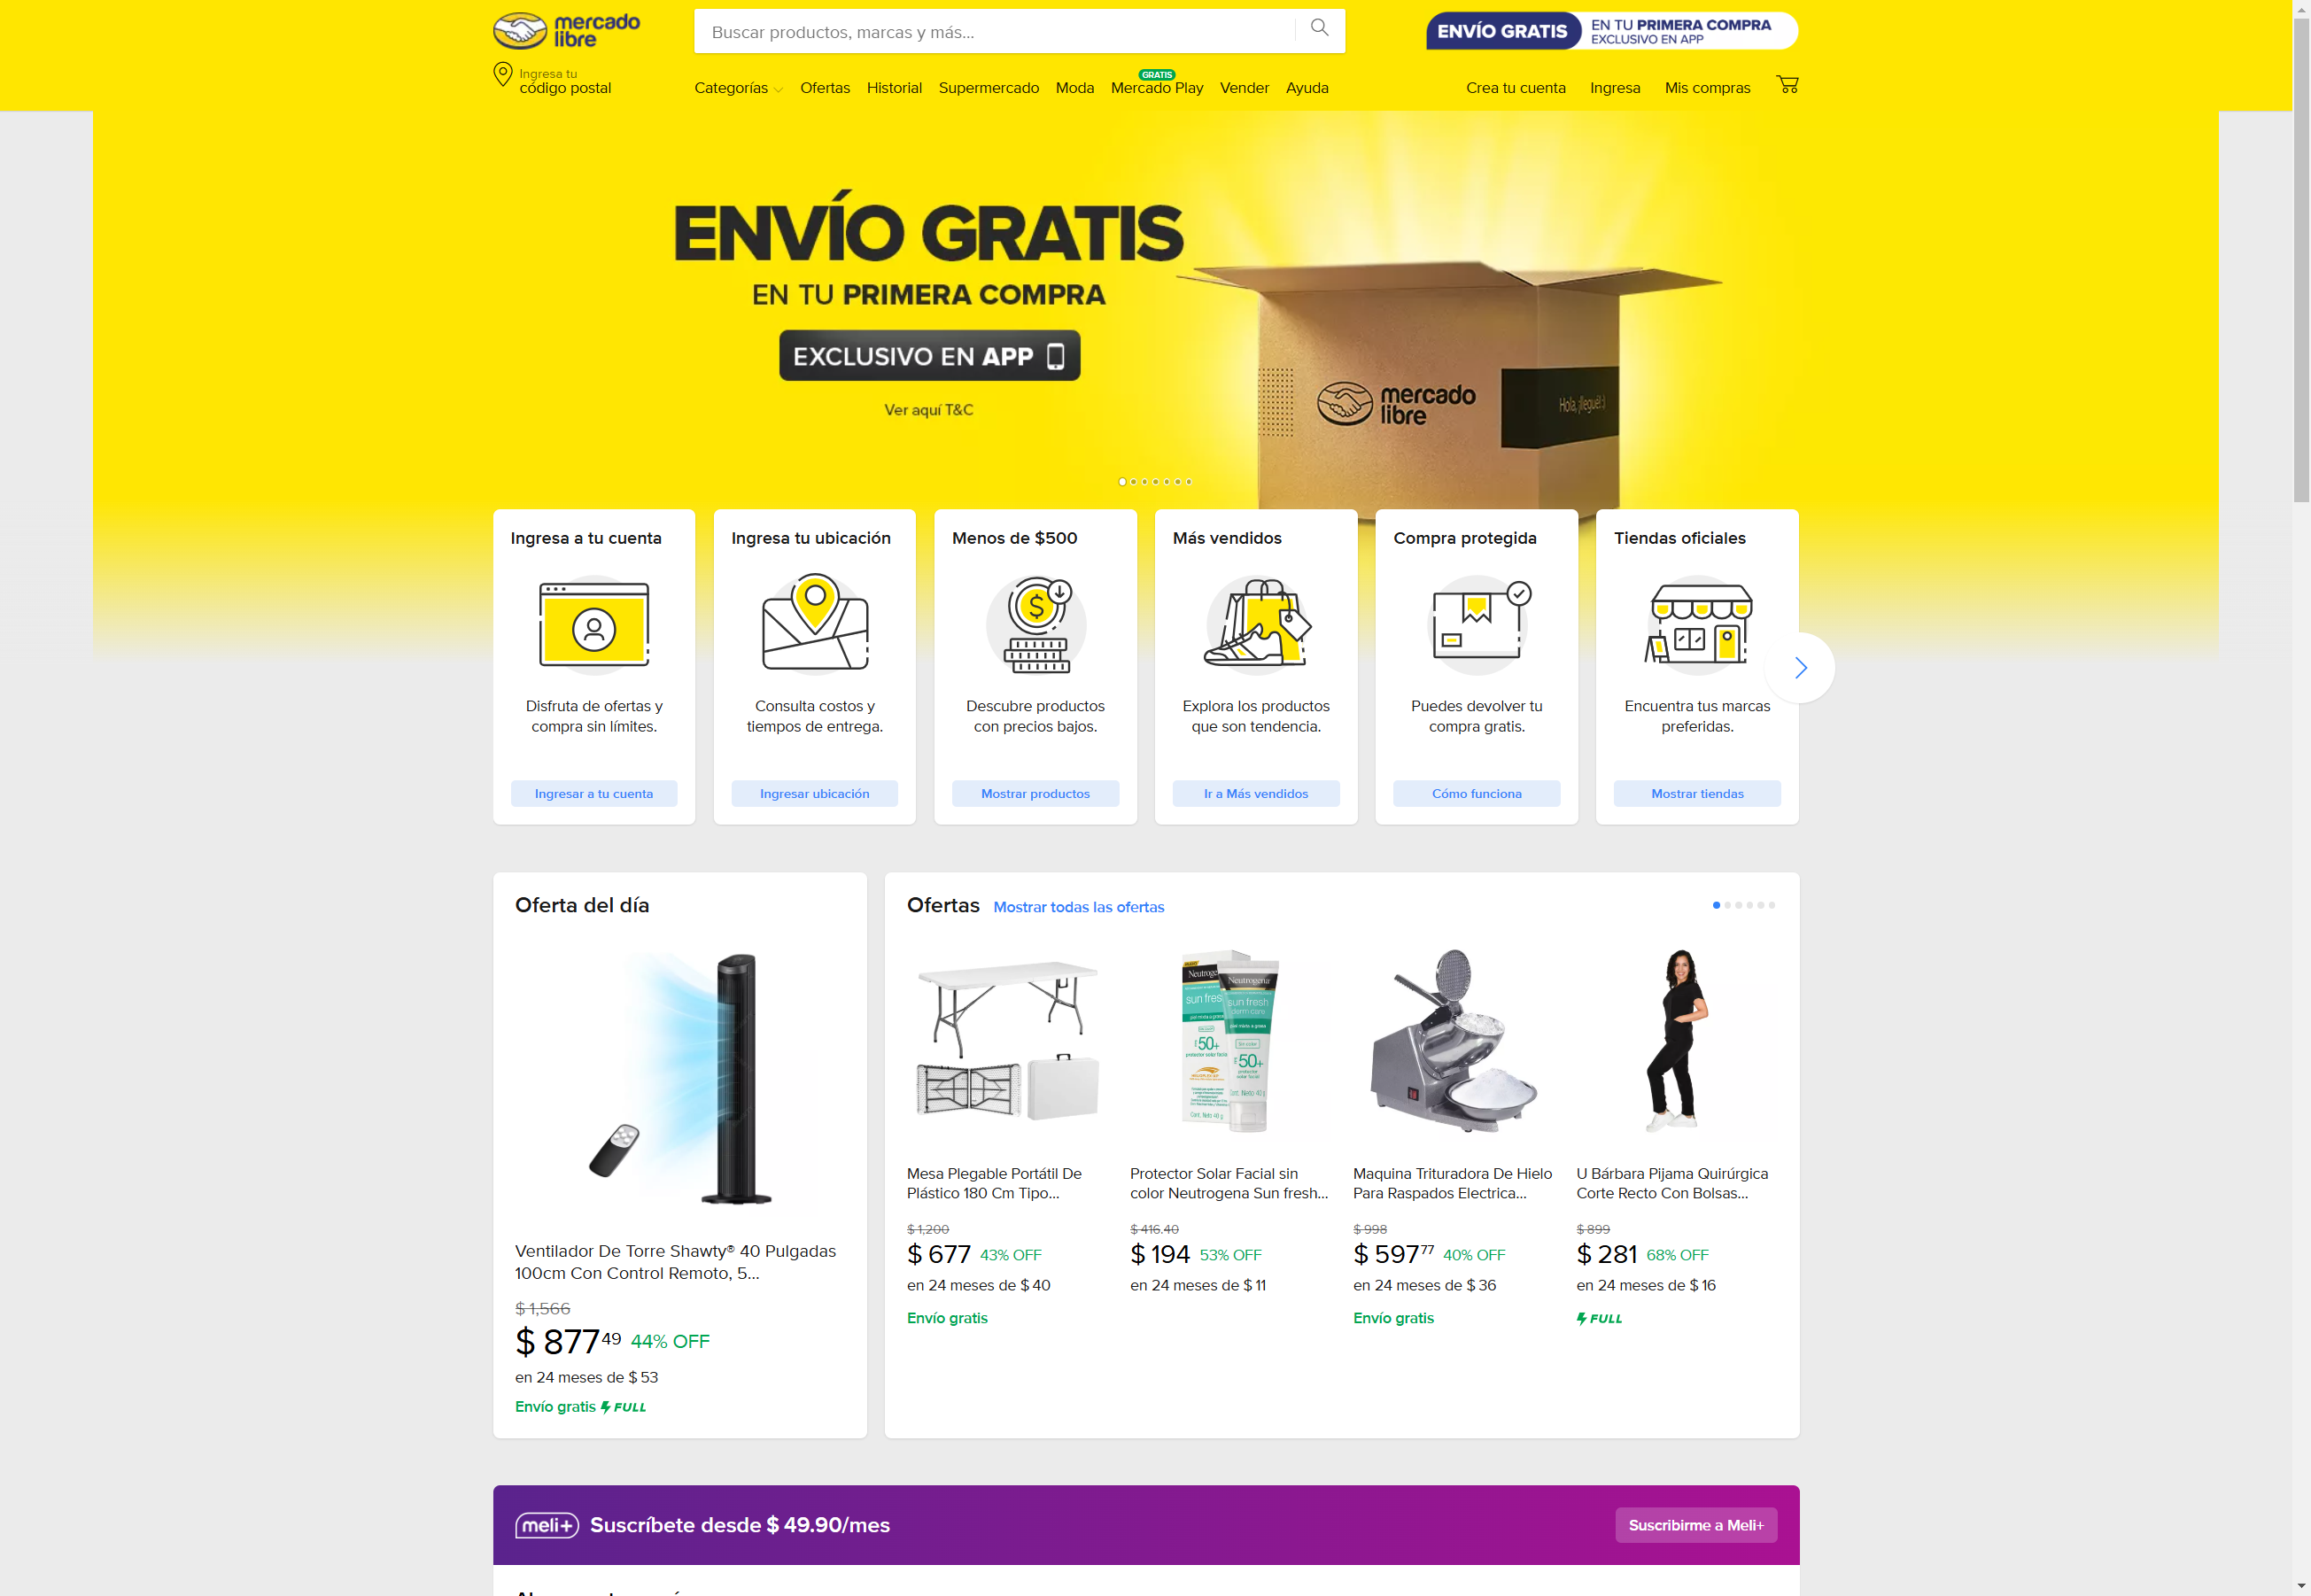 mercado
libre
Buscar productos, marcas y más...
ENVÍO GRATIS
EN TU PRIMERA COMPRA
EXCLUSIVO EN APP
Ingresa tu
código postal
Categorías
Ofertas
Historial
Supermercado
Moda
GRATIS
Mercado Play
Vender
Ayuda
Crea tu cuenta
Ingresa
Mis compras
ENVÍO GRATIS
EN TU PRIMERA COMPRA
EXCLUSIVO EN APP
Ver aquí T&C
mercado
libre
Hola, ¡llegué! :)
Ingresa a tu cuenta
Disfruta de ofertas y
compra sin límites.
Ingresar a tu cuenta
Ingresa tu ubicación
Consulta costos y
tiempos de entrega.
Ingresar ubicación
Menos de $500
$
Descubre productos
con precios bajos.
Mostrar productos
Más vendidos
Explora los productos
que son tendencia.
Ir a Más vendidos
Compra protegida
Puedes devolver tu
compra gratis.
Cómo funciona
Tiendas oficiales
Encuentra tus marcas
preferidas.
Mostrar tiendas
Oferta del día
Ventilador De Torre Shawty® 40 Pulgadas
100cm Con Control Remoto, 5...
$ 1,566
$ 877 49 44% OFF
en 24 meses de $ 53
Envío gratis FULL
Ofertas Mostrar todas las ofertas
Mesa Plegable Portátil De
Plástico 180 Cm Tipo...
$ 1,200
$ 677 43% OFF
en 24 meses de $ 40
Envío gratis
Neutrogena
sun fresh
derm care
50+
Protector Solar Facial sin
color Neutrogena Sun fresh...
$ 416.40
$ 194 53% OFF
en 24 meses de $ 11
Maquina Trituradora De Hielo
Para Raspados Electrica...
$ 998
$ 597 77 40% OFF
en 24 meses de $ 36
Envío gratis
U Bárbara Pijama Quirúrgica
Corte Recto Con Bolsas...
$ 899
$ 281 68% OFF
en 24 meses de $ 16
FULL
meli+ Suscríbete desde $ 49.90/mes
Suscribirme a Meli+